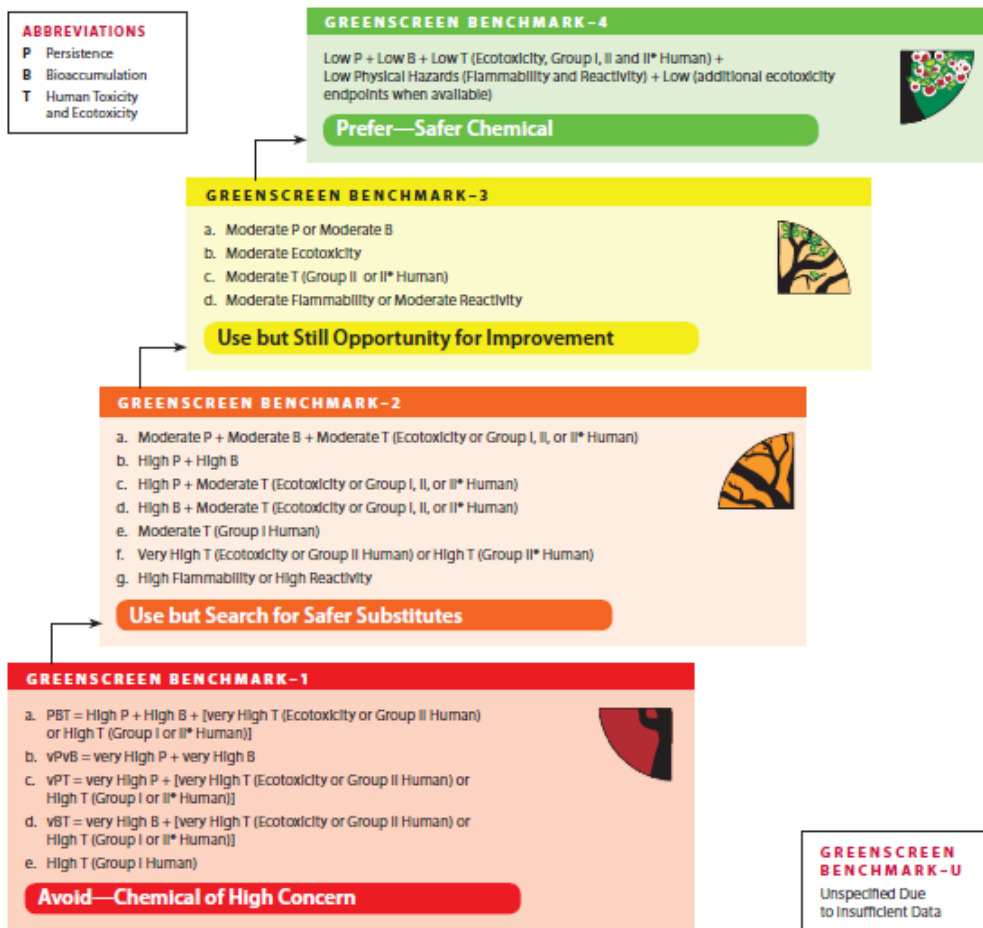 ABBREVIATIONS
P Persistence
B Bioaccumulation
T Human Toxicity
and Ecotoxicity
GREENSCREEN BENCHMARK–4
Low P + Low B + Low T (Ecotoxicity, Group I, II and II* Human) +
Low Physical Hazards (Flammability and Reactivity) + Low (additional ecotoxicity
endpoints when available)
Prefer—Safer Chemical
GREENSCREEN BENCHMARK–3
a. Moderate P or Moderate B
b. Moderate Ecotoxicity
c. Moderate T (Group II or II* Human)
d. Moderate Flammability or Moderate Reactivity
Use but Still Opportunity for Improvement
GREENSCREEN BENCHMARK–2
a. Moderate P + Moderate B + Moderate T (Ecotoxicity or Group I, II, or II* Human)
b. High P + High B
c. High P + Moderate T (Ecotoxicity or Group I, II, or II* Human)
d. High B + Moderate T (Ecotoxicity or Group I, II, or II* Human)
e. Moderate T (Group I Human)
f. Very High T (Ecotoxicity or Group II Human) or High T (Group II* Human)
g. High Flammability or High Reactivity
Use but Search for Safer Substitutes
GREENSCREEN BENCHMARK–1
a. PBT = High P + High B + [very High T (Ecotoxicity or Group II Human)
or High T (Group I or II* Human)]
b. vPvB = very High P + very High B
c. vPT = very High P + [very High T (Ecotoxicity or Group II Human) or
High T (Group I or II* Human)]
d. vBT = very High B + [very High T (Ecotoxicity or Group II Human) or
High T (Group I or II* Human)]
e. High T (Group I Human)
Avoid—Chemical of High Concern
GREENSCREEN
BENCHMARK–U
Unspecified Due
to Insufficient Data